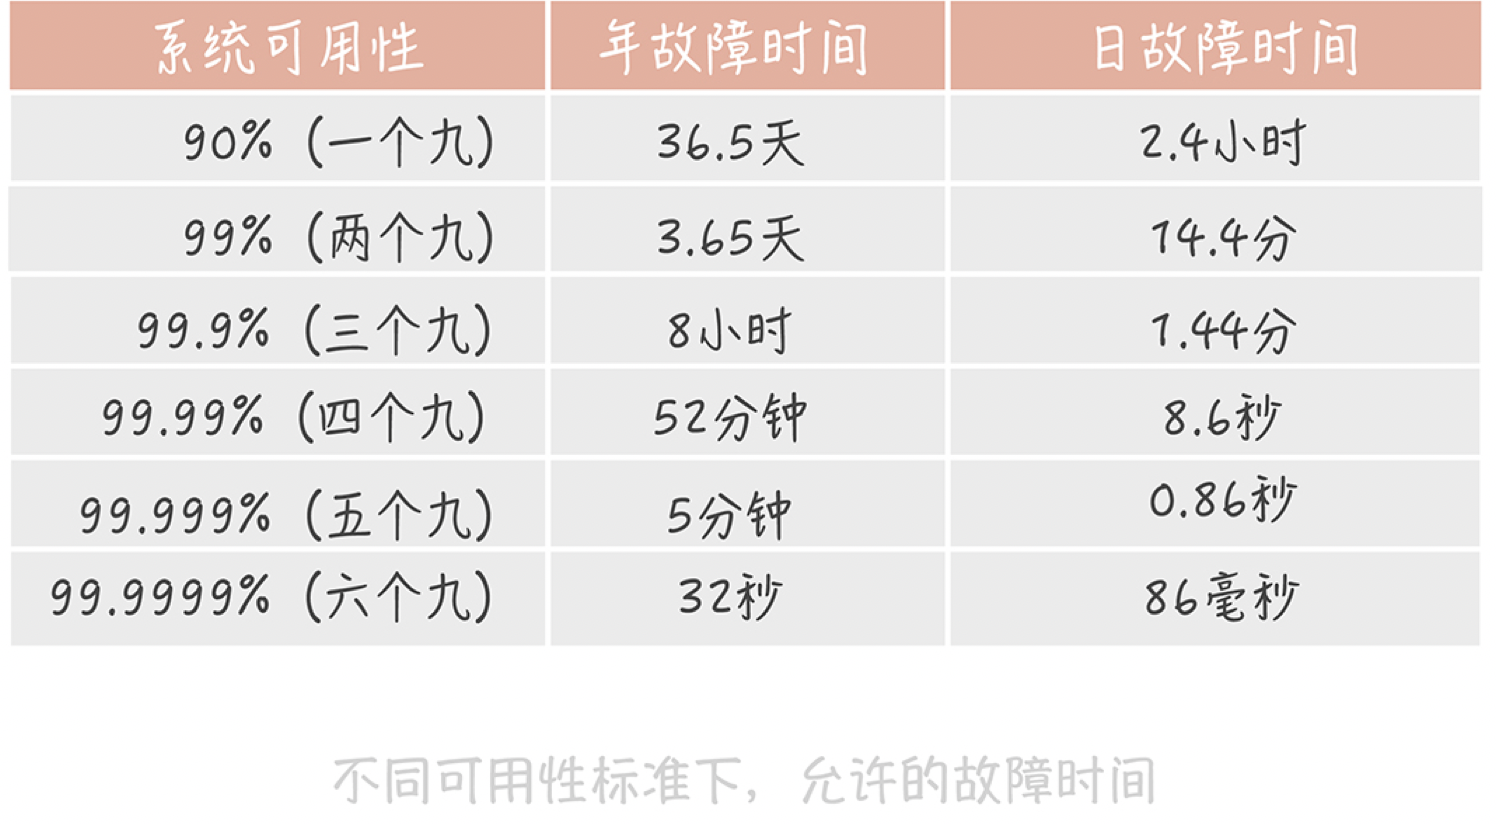 系统可用性 年故障时间 日故障时间
90% (一个九) 36.5天 2.4小时
99% (两个九) 3.65天 14.4分
99.9% (三个九) 8小时 1.44分
99.99% (四个九) 52分钟 8.6秒
99.999% (五个九) 5分钟 0.86秒
99.9999% (六个九) 32秒 86毫秒
不同可用性标准下，允许的故障时间